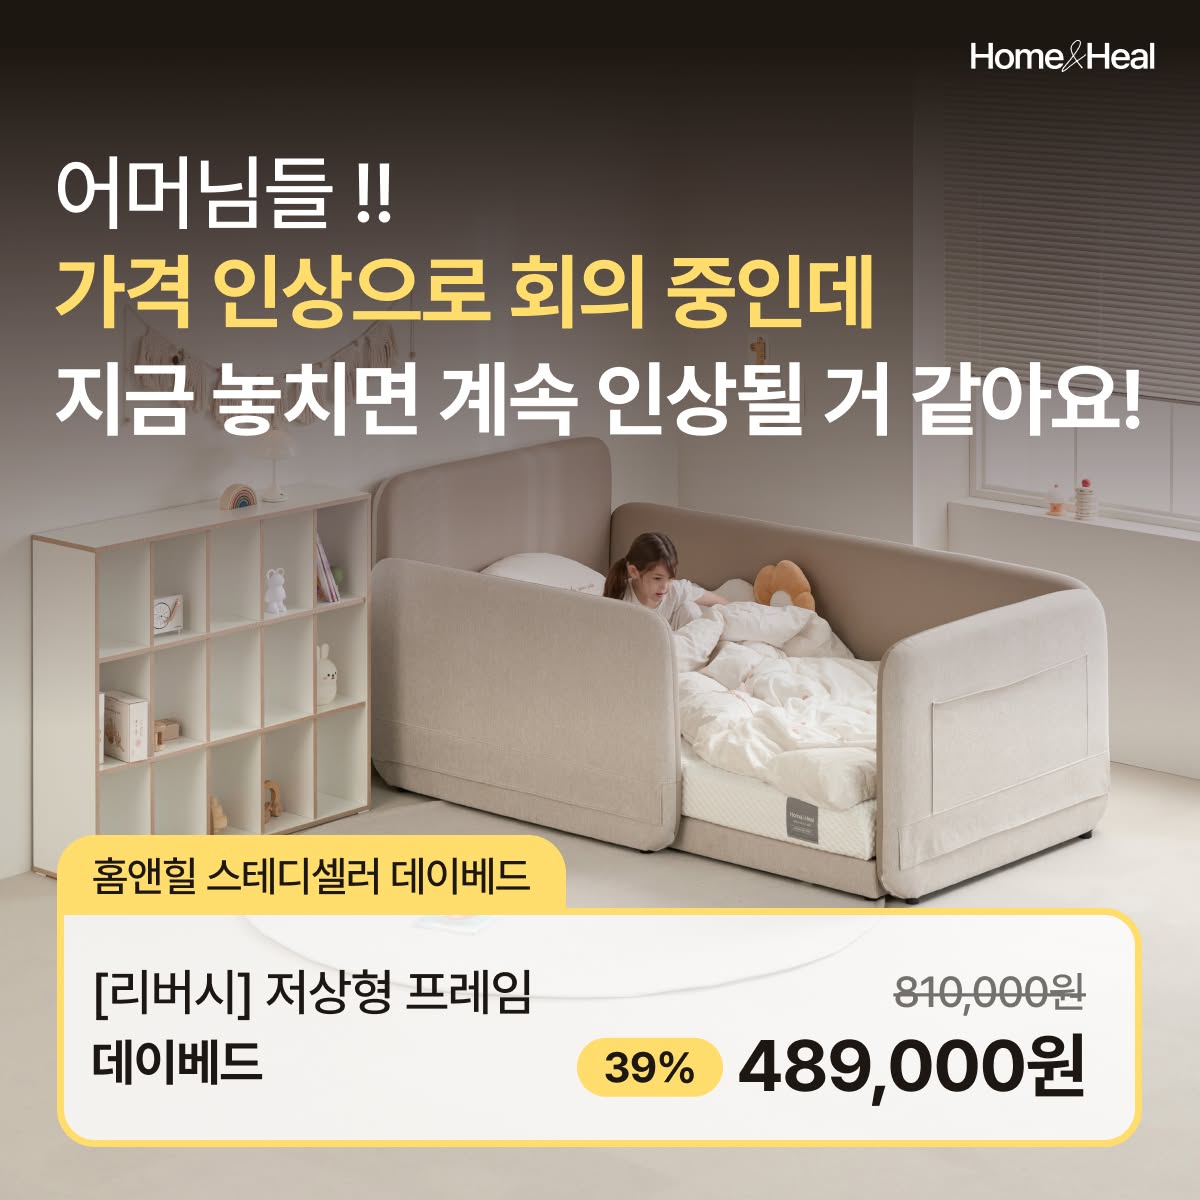 Home&Heal
어머님들 !!
가격 인상으로 회의 중인데
지금 놓치면 계속 인상될 거 같아요!
Home&Heal
홈앤힐 스테디셀러 데이베드
[리버시] 저상형 프레임
데이베드
810,000원
39% 489,000원